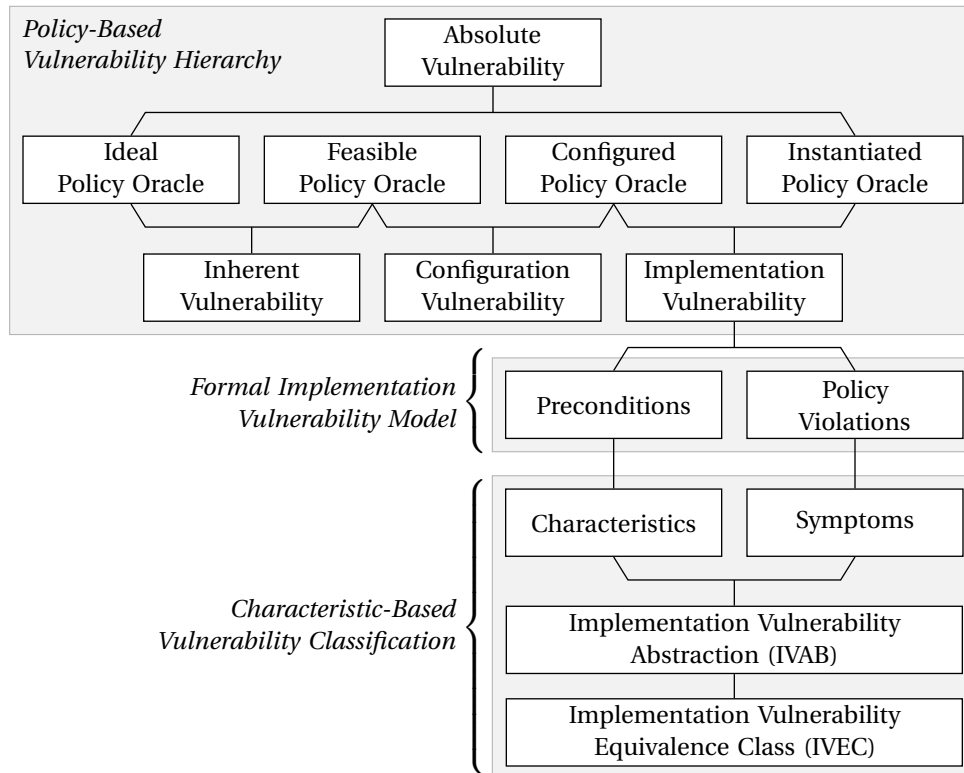 Policy-Based
Vulnerability Hierarchy
Absolute
Vulnerability
Ideal
Policy Oracle
Feasible
Policy Oracle
Configured
Policy Oracle
Instantiated
Policy Oracle
Inherent
Vulnerability
Configuration
Vulnerability
Implementation
Vulnerability
Formal Implementation
Vulnerability Model
Preconditions
Policy
Violations
Characteristics
Symptoms
Characteristic-Based
Vulnerability Classification
Implementation Vulnerability
Abstraction (IVAB)
Implementation Vulnerability
Equivalence Class (IVEC)